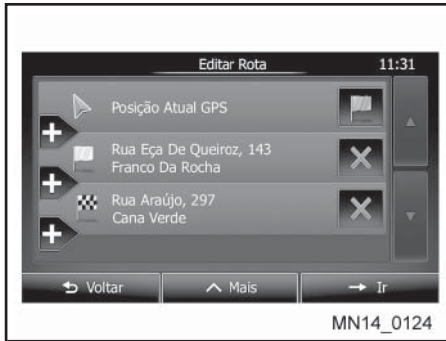 Editar Rota
11:31
Posição Atual GPS
Rua Eça De Queiroz, 143
Franco Da Rocha
Rua Araújo, 297
Cana Verde
Voltar
Mais
Ir
MN14_0124